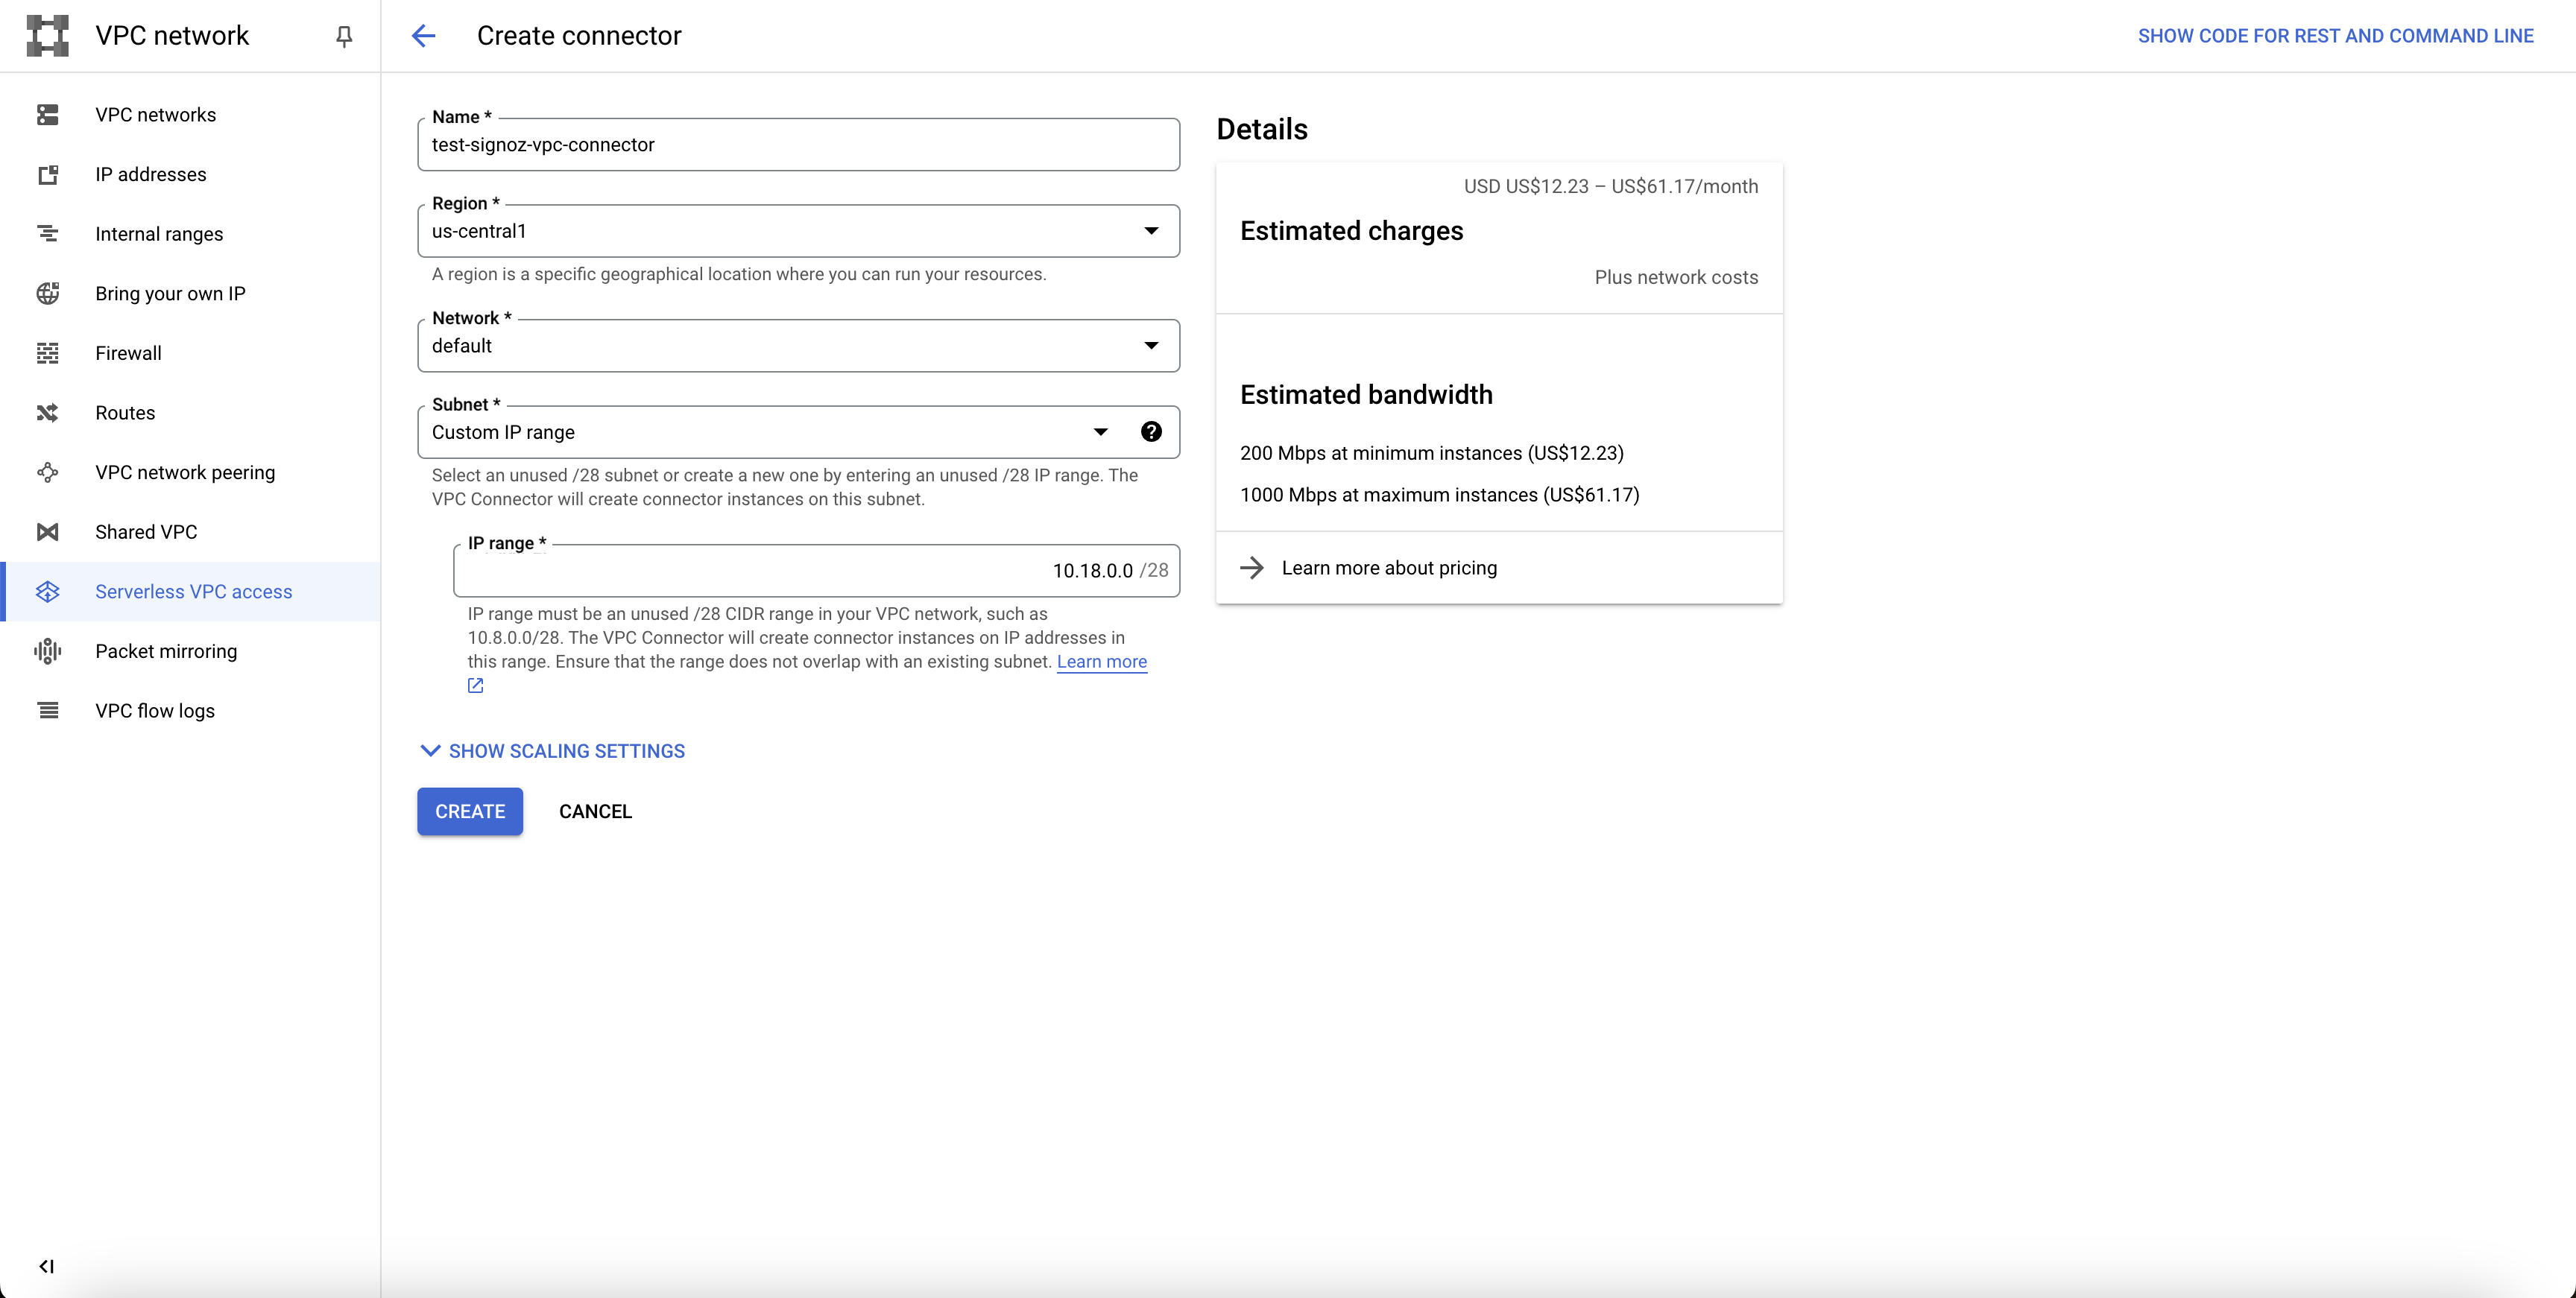 VPC network
Create connector
SHOW CODE FOR REST AND COMMAND LINE
VPC networks
IP addresses
Internal ranges
Bring your own IP
Firewall
Routes
VPC network peering
Shared VPC
Serverless VPC access
Packet mirroring
VPC flow logs
Name *
test-signoz-vpc-connector
Region *
us-central1
A region is a specific geographical location where you can run your resources.
Network *
default
Subnet *
Custom IP range
Select an unused /28 subnet or create a new one by entering an unused /28 IP range. The
VPC Connector will create connector instances on this subnet.
IP range *
10.18.0.0 /28
IP range must be an unused /28 CIDR range in your VPC network, such as
10.8.0.0/28. The VPC Connector will create connector instances on IP addresses in
this range. Ensure that the range does not overlap with an existing subnet. Learn more
SHOW SCALING SETTINGS
CREATE
CANCEL
Details
USD US$12.23 – US$61.17/month
Estimated charges
Plus network costs
Estimated bandwidth
200 Mbps at minimum instances (US$12.23)
1000 Mbps at maximum instances (US$61.17)
Learn more about pricing